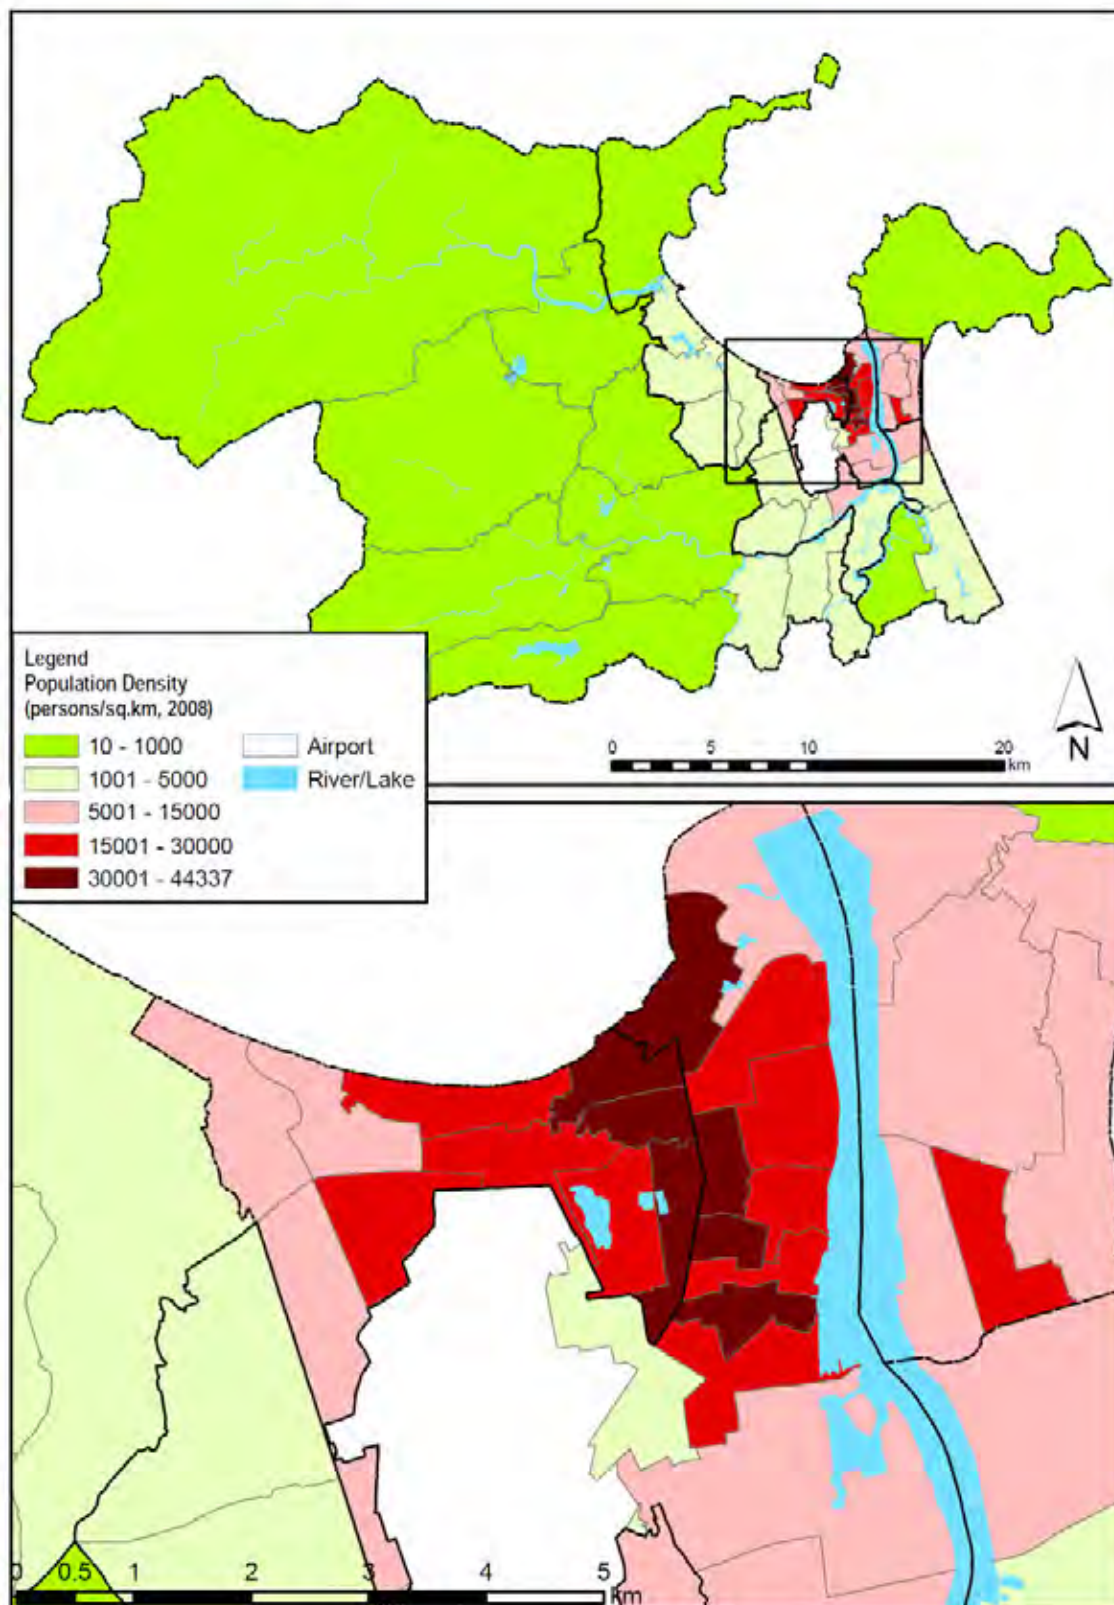 Legend
Population Density
(persons/sq.km, 2008)
10 - 1000
1001 - 5000
5001 - 15000
15001 - 30000
30001 - 44337
Airport
River/Lake
N
0 5 10 20
km
0 0.5 1 2 3 4 5
km